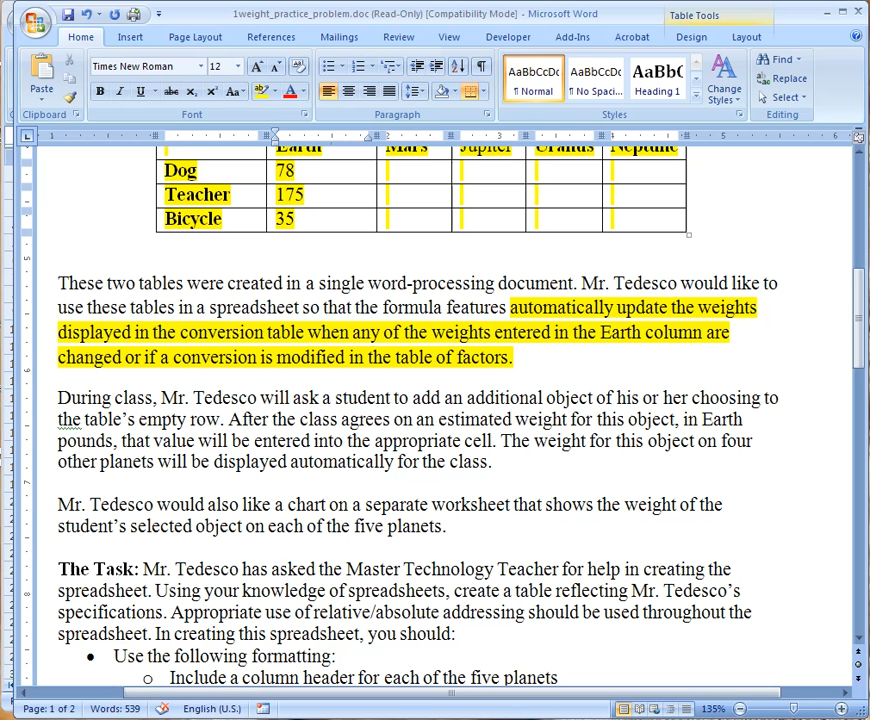 1weight_practice_problem.doc (Read-Only) [Compatibility Mode] - Microsoft Word
Table Tools
Home Insert Page Layout References Mailings Review View Developer Add-Ins Acrobat Design Layout
Times New Roman 12
AaBbCcDc AaBbCcDc AaBb(
Paste
¶ Normal ¶ No Spaci... Heading 1
Change Styles
Find
Replace
Select
Clipboard Font Paragraph Styles Editing
Earth Mars Jupiter Uranus Neptune
Dog 78
Teacher 175
Bicycle 35
These two tables were created in a single word-processing document. Mr. Tedesco would like to
use these tables in a spreadsheet so that the formula features automatically update the weights
displayed in the conversion table when any of the weights entered in the Earth column are
changed or if a conversion is modified in the table of factors.
During class, Mr. Tedesco will ask a student to add an additional object of his or her choosing to
the table's empty row. After the class agrees on an estimated weight for this object, in Earth
pounds, that value will be entered into the appropriate cell. The weight for this object on four
other planets will be displayed automatically for the class.
Mr. Tedesco would also like a chart on a separate worksheet that shows the weight of the
student's selected object on each of the five planets.
The Task: Mr. Tedesco has asked the Master Technology Teacher for help in creating the
spreadsheet. Using your knowledge of spreadsheets, create a table reflecting Mr. Tedesco's
specifications. Appropriate use of relative/absolute addressing should be used throughout the
spreadsheet. In creating this spreadsheet, you should:
• Use the following formatting:
o Include a column header for each of the five planets
Page: 1 of 2 Words: 539 English (U.S.) 135%